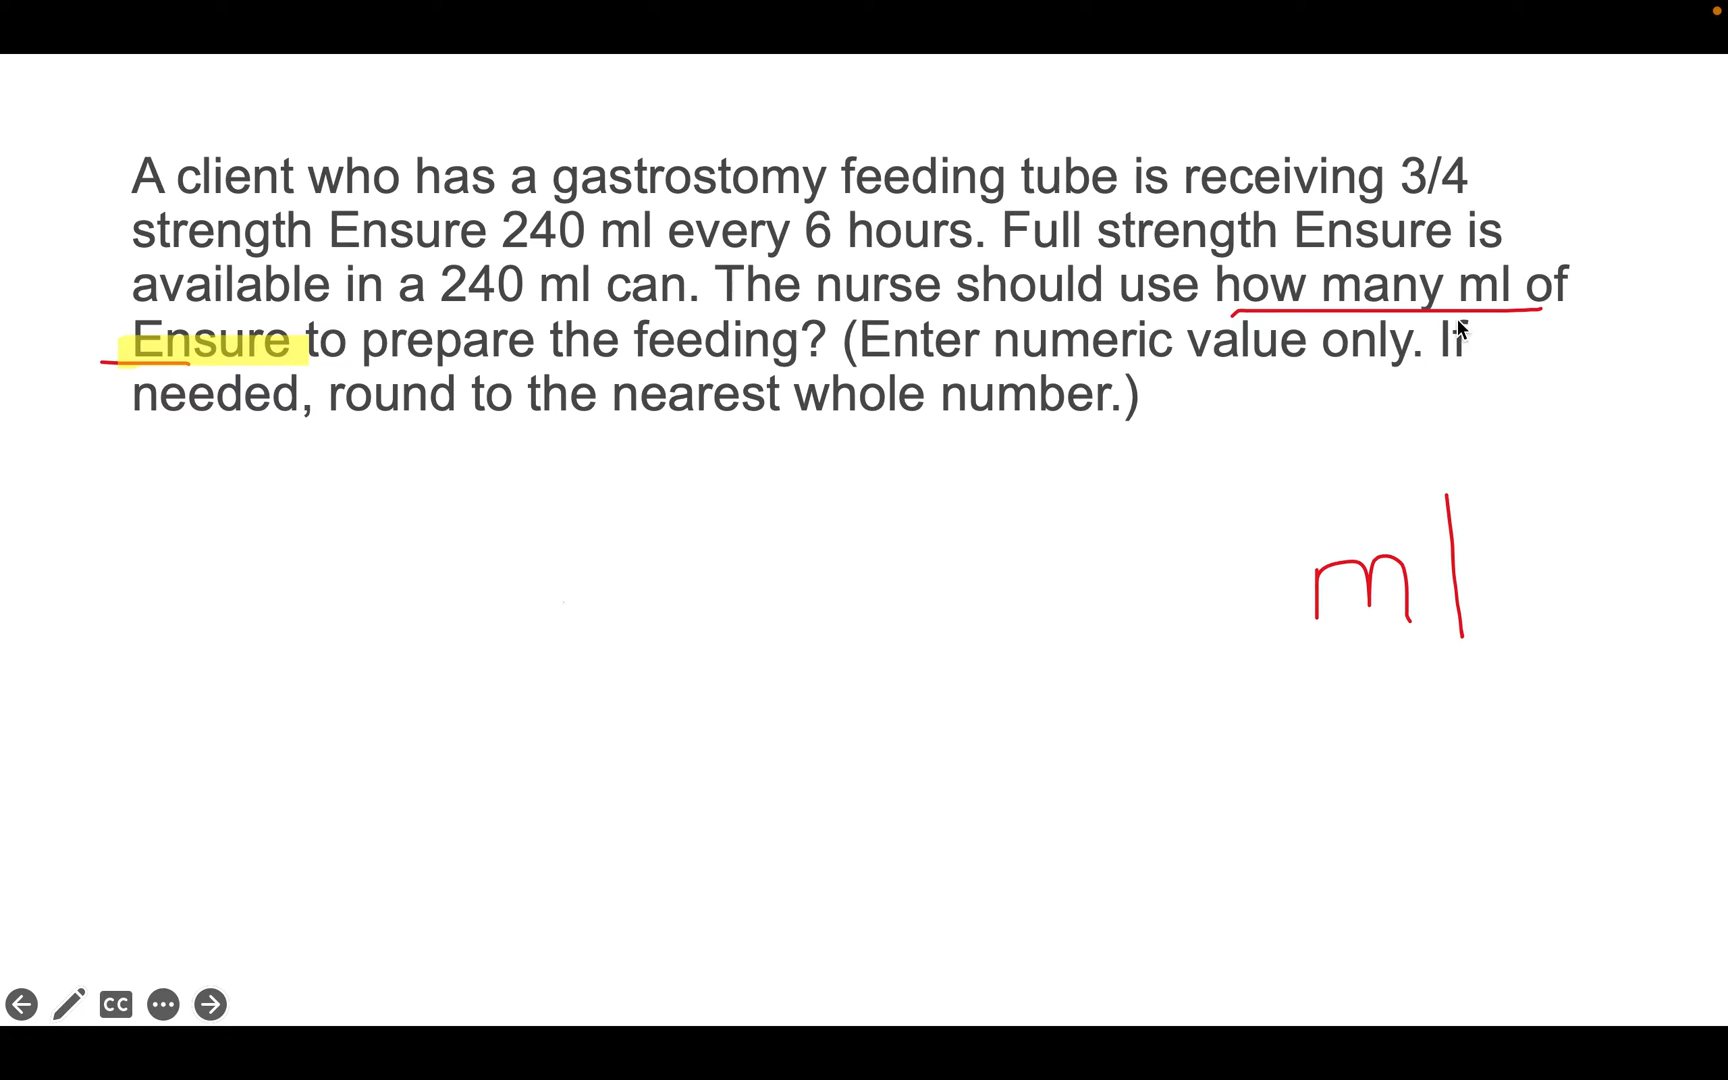 A client who has a gastrostomy feeding tube is receiving 3/4
strength Ensure 240 ml every 6 hours. Full strength Ensure is
available in a 240 ml can. The nurse should use how many ml of
Ensure to prepare the feeding? (Enter numeric value only. If
needed, round to the nearest whole number.)
ml
CC